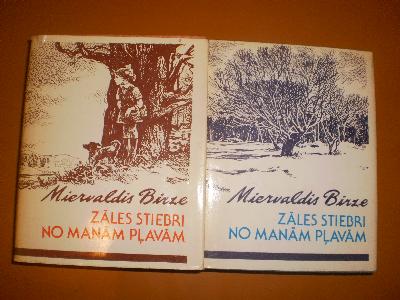 Miervaldis Birze
ZĀLES STIEBRI
NO MANĀM PĻAVĀM
Miervaldis Birze
ZĀLES STIEBRI
NO MANĀM PĻAVĀM